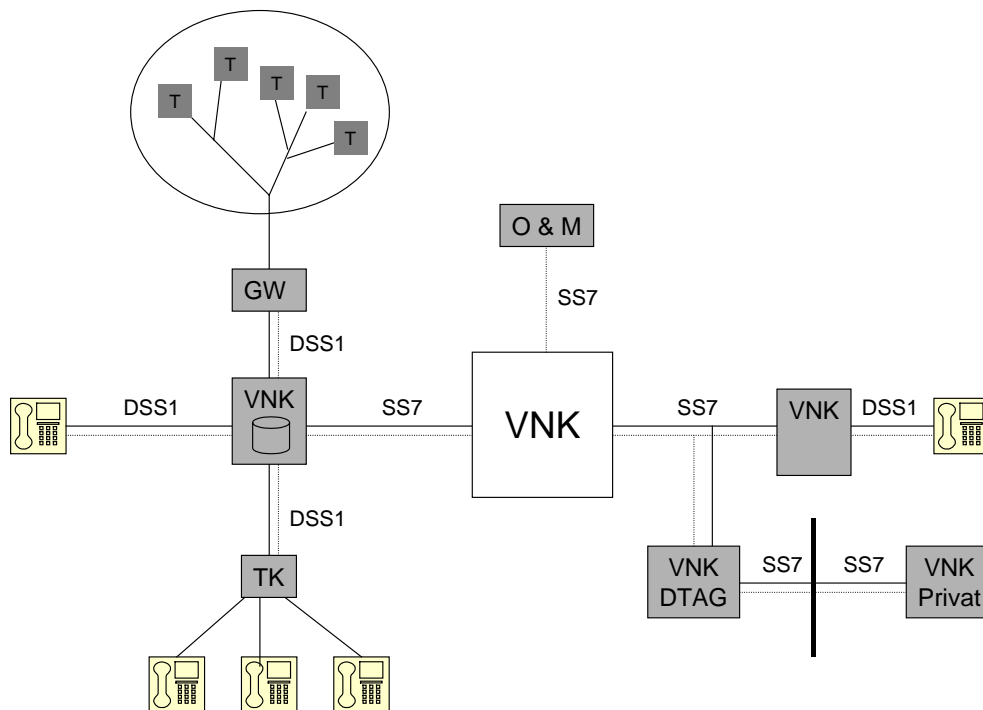 T
T
T
T
T
O & M
GW
SS7
DSS1
VNK
DSS1
SS7
VNK
SS7
VNK
DSS1
DSS1
TK
VNK
DTAG
SS7
SS7
VNK
Privat